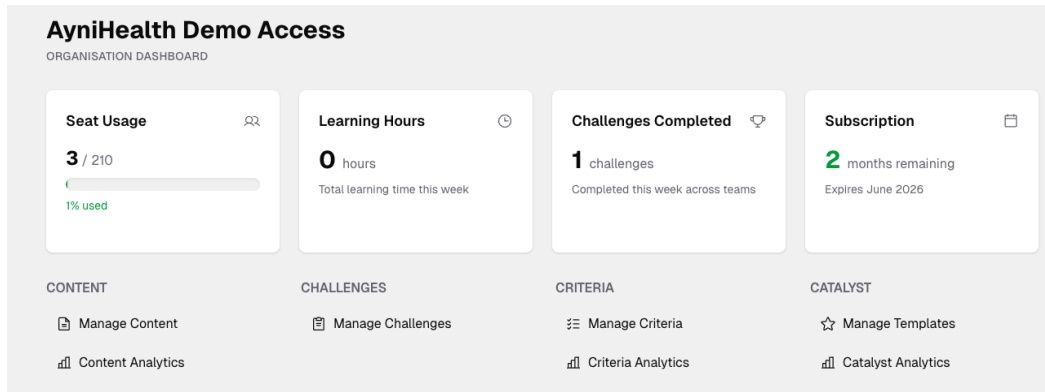 AyniHealth Demo Access
ORGANISATION DASHBOARD
Seat Usage
3 / 210
1% used
Learning Hours
0 hours
Total learning time this week
Challenges Completed
1 challenges
Completed this week across teams
Subscription
2 months remaining
Expires June 2026
CONTENT
Manage Content
Content Analytics
CHALLENGES
Manage Challenges
CRITERIA
Manage Criteria
Criteria Analytics
CATALYST
Manage Templates
Catalyst Analytics